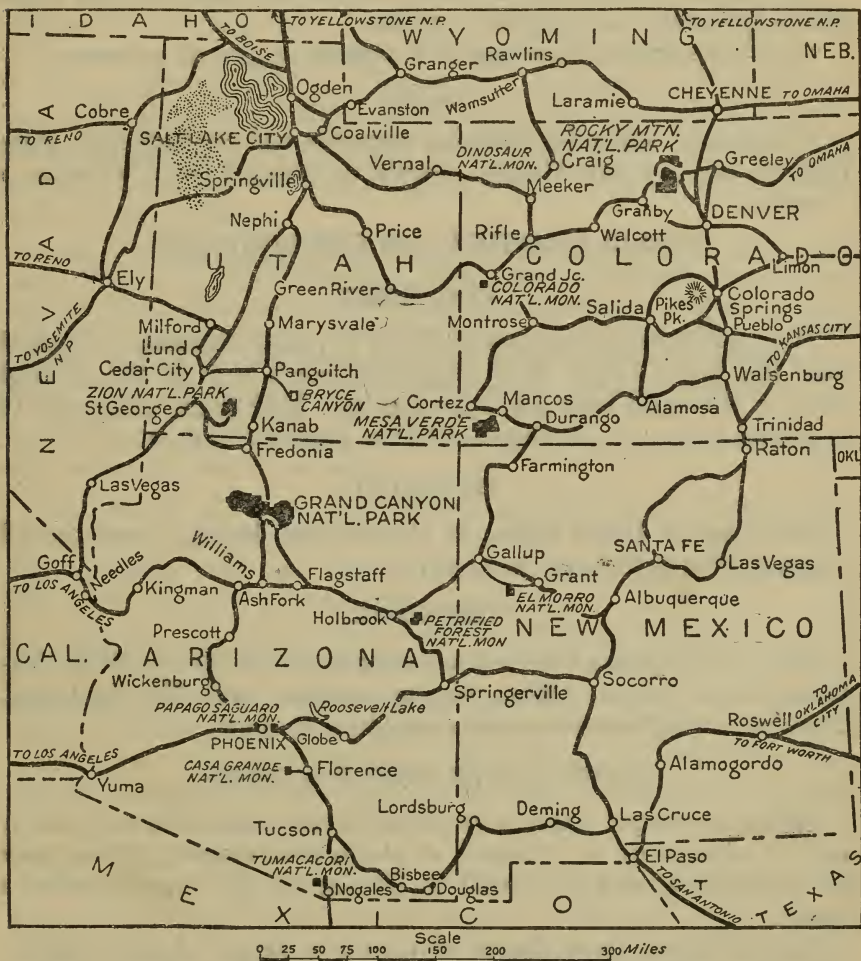 IDAHO
TO BOISE
TO YELLOWSTONE N.P.
TO YELLOWSTONE N.P.
WYOMING
NEB.
Granger
Rawlins
Wamsutter
Ogden
Evanston
Laramie
CHEYENNE
TO OMAHA
Cobre
TO RENO
SALT LAKE CITY
Coalville
ROCKY MTN.
NAT'L. PARK
Vernal
DINOSAUR
NAT'L. MON.
Craig
Greeley
TO OMAHA
Springville
Meeker
Granby
DENVER
Nephi
Price
Rifle
Walcott
NEVADA
UTAH
COLORADO
TO RENO
Ely
Limon
Grand Jc.
COLORADO
NAT'L. MON.
Green River
Salida
Pikes
Pk.
Colorado
Springs
Milford
Marysvale
Montrose
Pueblo
TO YOSEMITE
N P
Lund
TO KANSAS CITY
Cedar City
Panguitch
Walsenburg
ZION NAT'L. PARK
BRYCE
CANYON
Cortez
Mancos
St George
MESA VERDE
NAT'L. PARK
Durango
Alamosa
Kanab
Trinidad
Fredonia
Raton
OKL
Farmington
Las Vegas
GRAND CANYON
NAT'L. PARK
Goff
Needles
Williams
Gallup
SANTA FE
TO LOS ANGELES
Kingman
Ash Fork
Flagstaff
Grant
Las Vegas
EL MORRO
NAT'L. MON.
Albuquerque
Holbrook
PETRIFIED
FOREST
NAT'L. MON
Prescott
NEW MEXICO
CAL.
ARIZONA
Wickenburg
Springerville
Socorro
PAPAGO SAGUARO
NAT'L. MON.
Roosevelt Lake
TO
OKLAHOMA
CITY
Roswell
PHOENIX
Globe
TO FORT WORTH
TO LOS ANGELES
Yuma
CASA GRANDE
NAT'L. MON.
Florence
Alamogordo
Lordsburg
Deming
Las Cruce
Tucson
TUMACACORI
NAT'L. MON.
El Paso
Bisbee
Nogales
Douglas
TO SAN ANTONIO
MEXICO
TEXAS
Scale
0 25 50 75 100 150 200 300 Miles